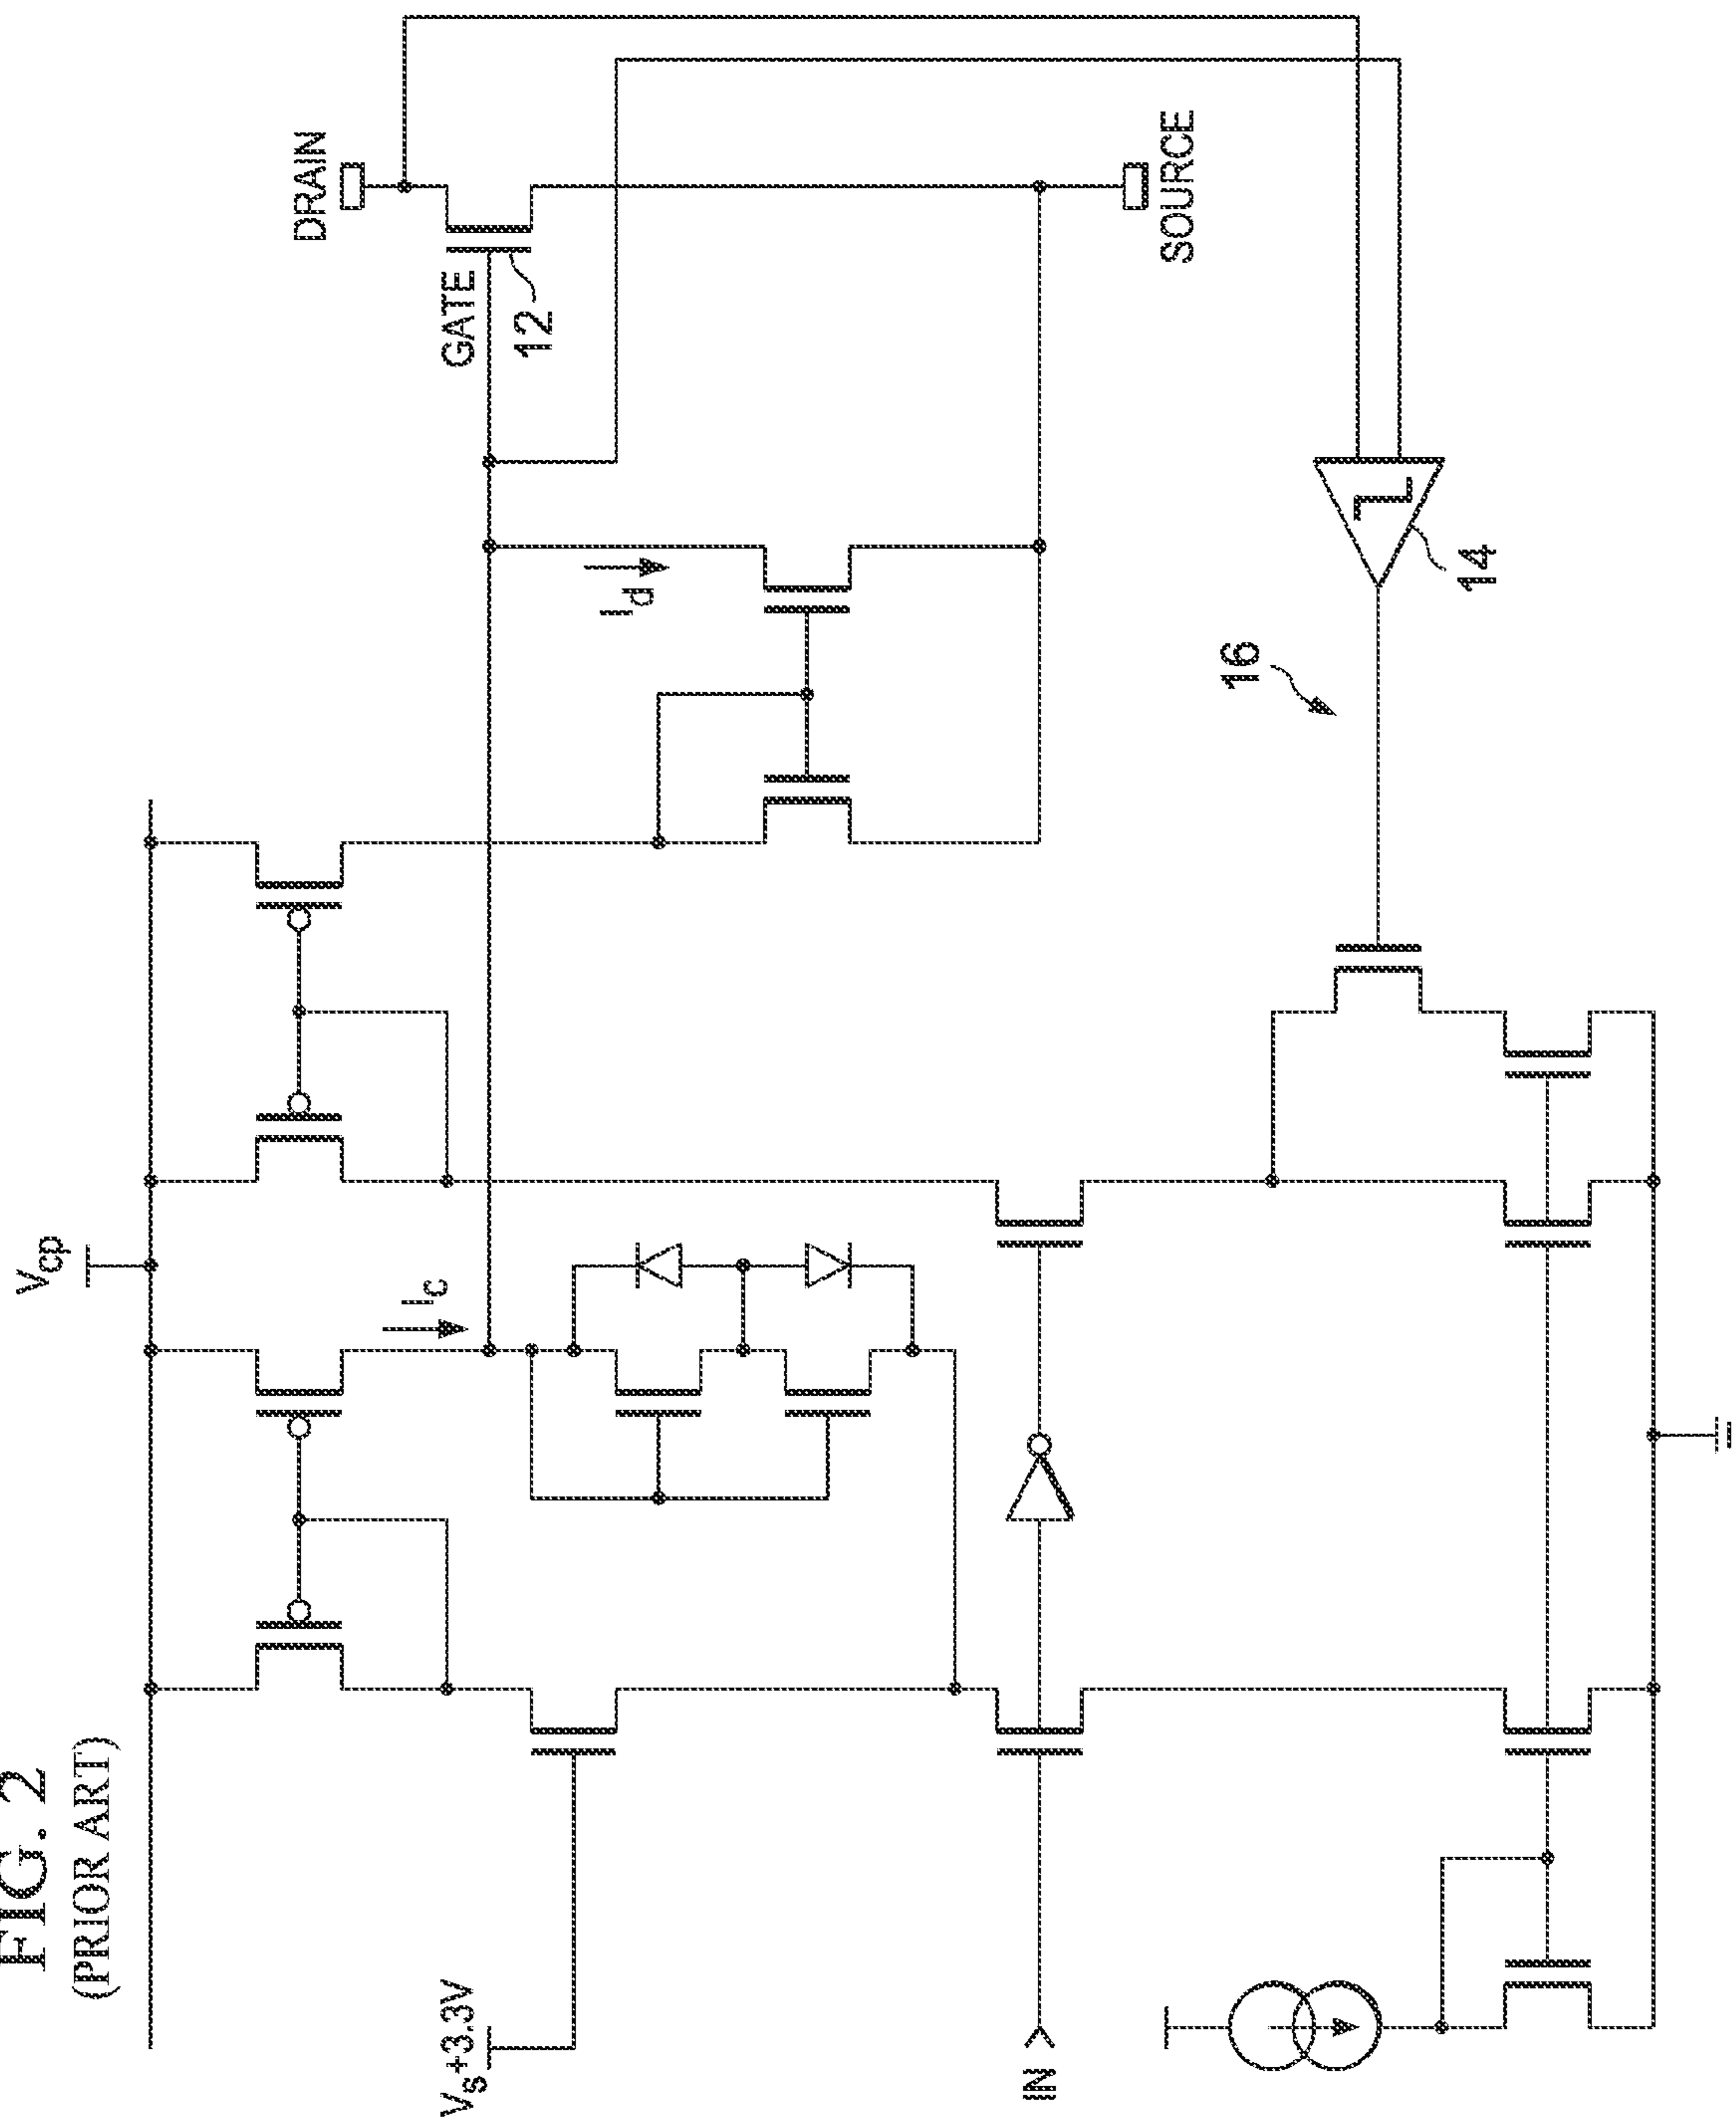 FIG. 2
(PRIOR ART)
Vcp
Vs+3.3V
Ic
Id
IN
DRAIN
GATE
12
SOURCE
14
16